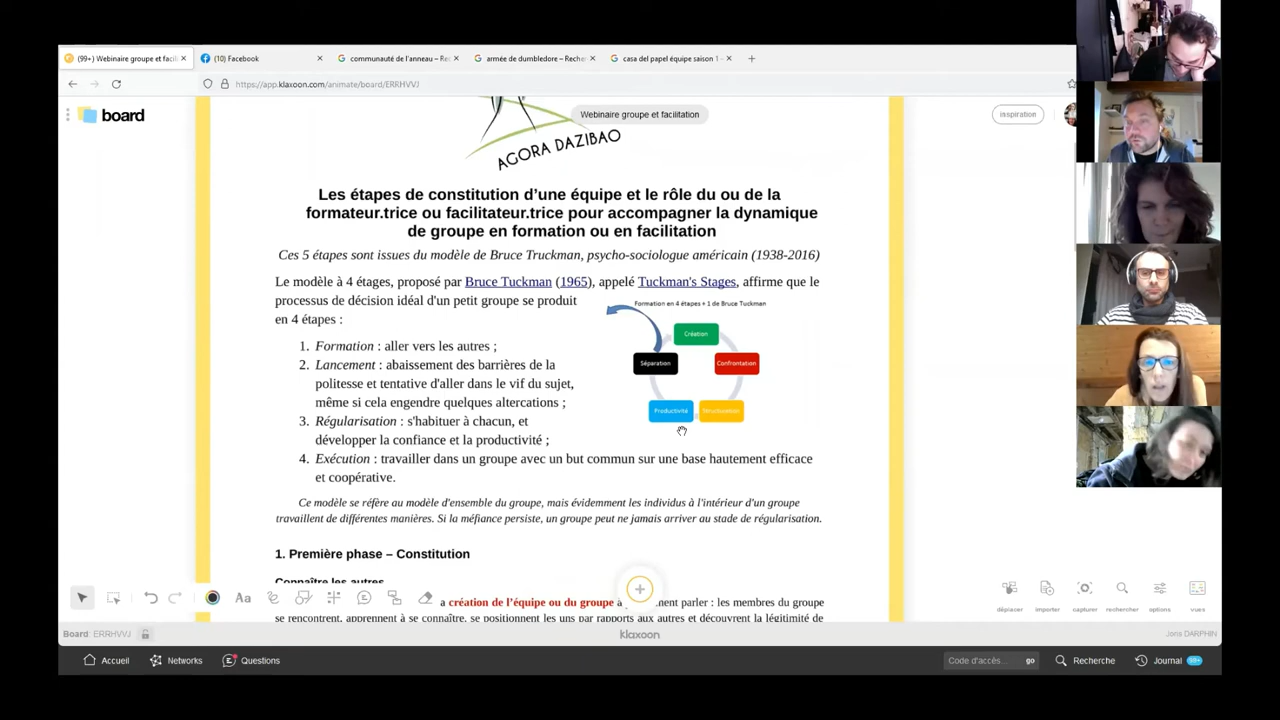 (99+) Webinaire groupe et facili
(10) Facebook
communauté de l'anneau – Re
armée de dumbledore – Reche
casa del papel équipe saison 1 -
https://app.klaxoon.com/animate/board/ERRHVVJ
board
Webinaire groupe et facilitation
inspiration
AGORA DAZIBAO
Les étapes de constitution d'une équipe et le rôle du ou de la
formateur.trice ou facilitateur.trice pour accompagner la dynamique
de groupe en formation ou en facilitation
Ces 5 étapes sont issues du modèle de Bruce Truckman, psycho-sociologue américain (1938-2016)
Le modèle à 4 étages, proposé par Bruce Tuckman (1965), appelé Tuckman's Stages, affirme que le
processus de décision idéal d'un petit groupe se produit
en 4 étapes :
Formation en 4 étapes + 1 de Bruce Tuckman
Création
Séparation
Confrontation
Productivité
1. Formation : aller vers les autres ;
2. Lancement : abaissement des barrières de la
politesse et tentative d'aller dans le vif du sujet,
même si cela engendre quelques altercations ;
3. Régularisation : s'habituer à chacun, et
développer la confiance et la productivité ;
4. Exécution : travailler dans un groupe avec un but commun sur une base hautement efficace
et coopérative.
Ce modèle se réfère au modèle d'ensemble du groupe, mais évidemment les individus à l'intérieur d'un groupe
travaillent de différentes manières. Si la méfiance persiste, un groupe peut ne jamais arriver au stade de régularisation.
1. Première phase – Constitution
Connaître les autres
a création de l'équipe ou du groupe à ment parler : les membres du groupe
se rencontrent, apprennent à se connaître, se positionnent les uns par rapports aux autres et découvrent la légitimité de
Aa
déplacer
importer
capturer
rechercher
options
vues
Board: ERRHVVJ
klaxoon
Joris DARPHIN
Accueil
Networks
Questions
Code d'accès... go
Recherche
Journal 99+